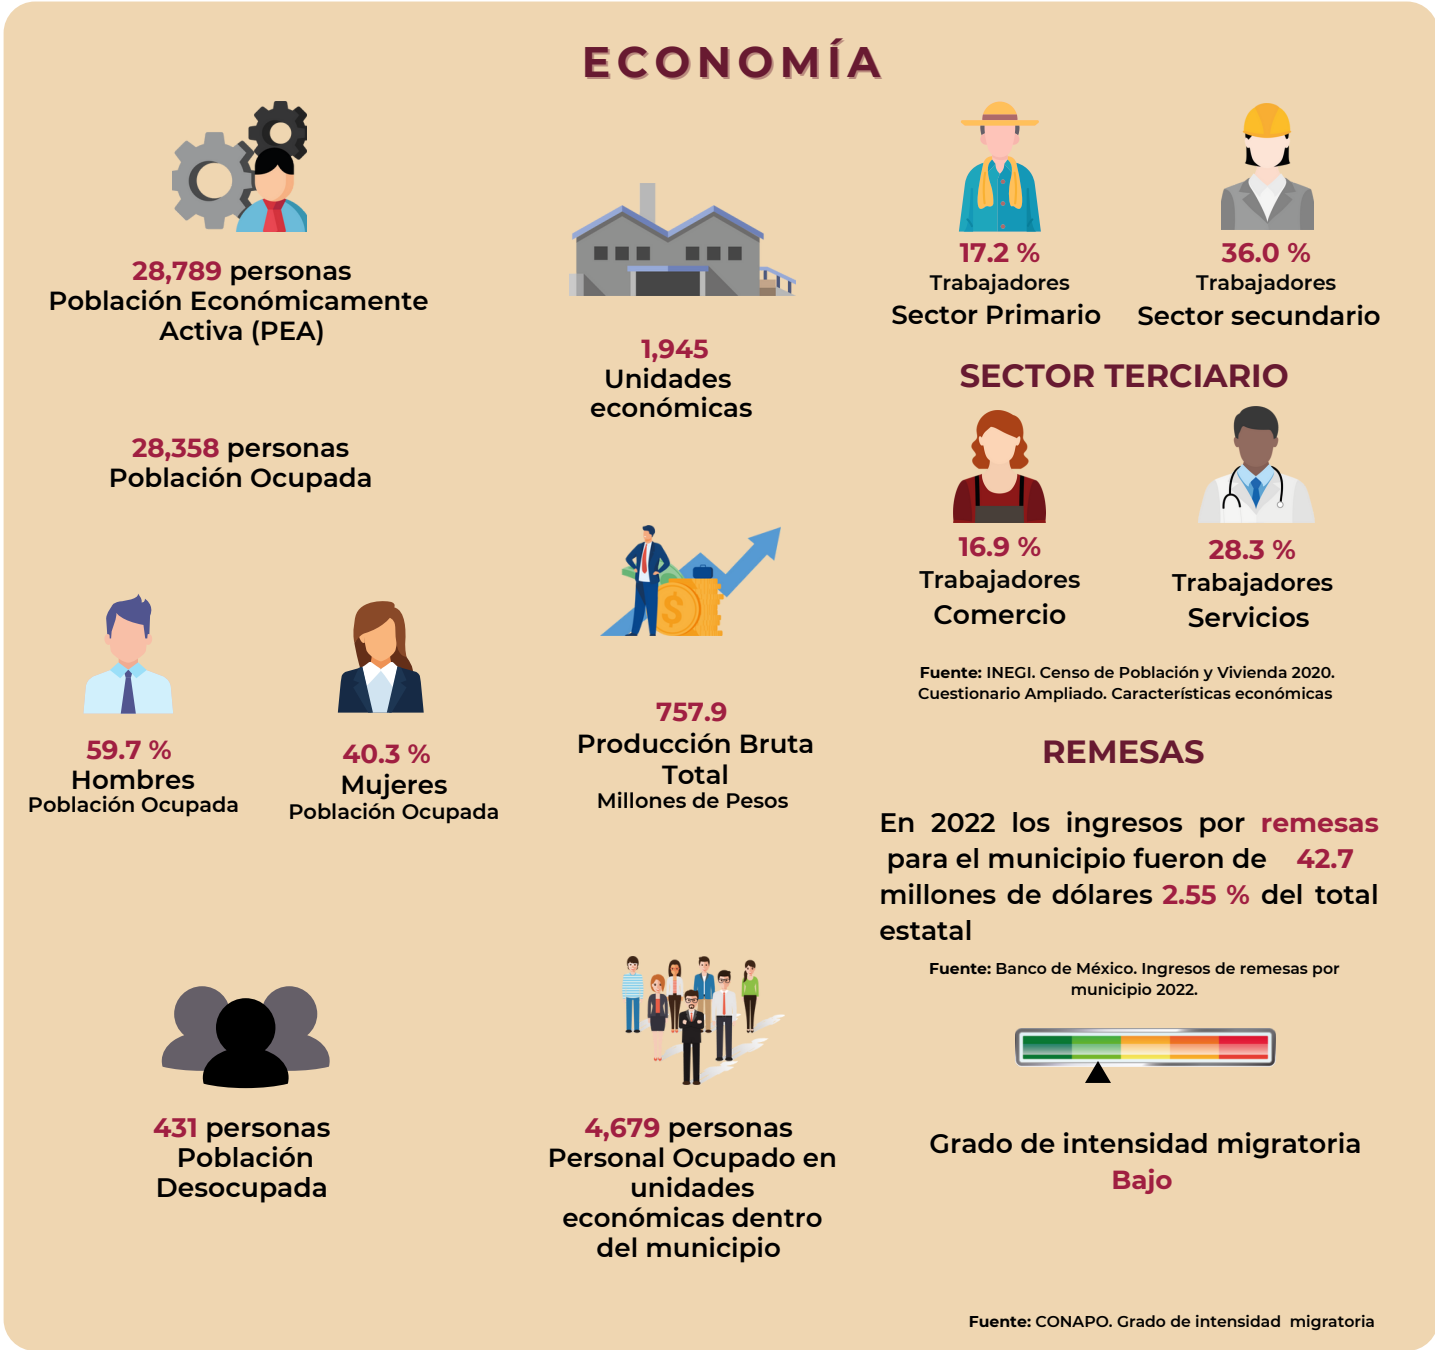 ECONOMÍA
28,789 personas
Población Económicamente
Activa (PEA)
28,358 personas
Población Ocupada
59.7 %
Hombres
Población Ocupada
40.3 %
Mujeres
Población Ocupada
431 personas
Población
Desocupada
1,945
Unidades
económicas
757.9
Producción Bruta
Total
Millones de Pesos
4,679 personas
Personal Ocupado en
unidades
económicas dentro
del municipio
17.2 %
Trabajadores
Sector Primario
36.0 %
Trabajadores
Sector secundario
SECTOR TERCIARIO
16.9 %
Trabajadores
Comercio
28.3 %
Trabajadores
Servicios
Fuente: INEGI. Censo de Población y Vivienda 2020.
Cuestionario Ampliado. Características económicas
REMESAS
En 2022 los ingresos por remesas
para el municipio fueron de 42.7
millones de dólares 2.55 % del total
estatal
Fuente: Banco de México. Ingresos de remesas por
municipio 2022.
Grado de intensidad migratoria
Bajo
Fuente: CONAPO. Grado de intensidad migratoria